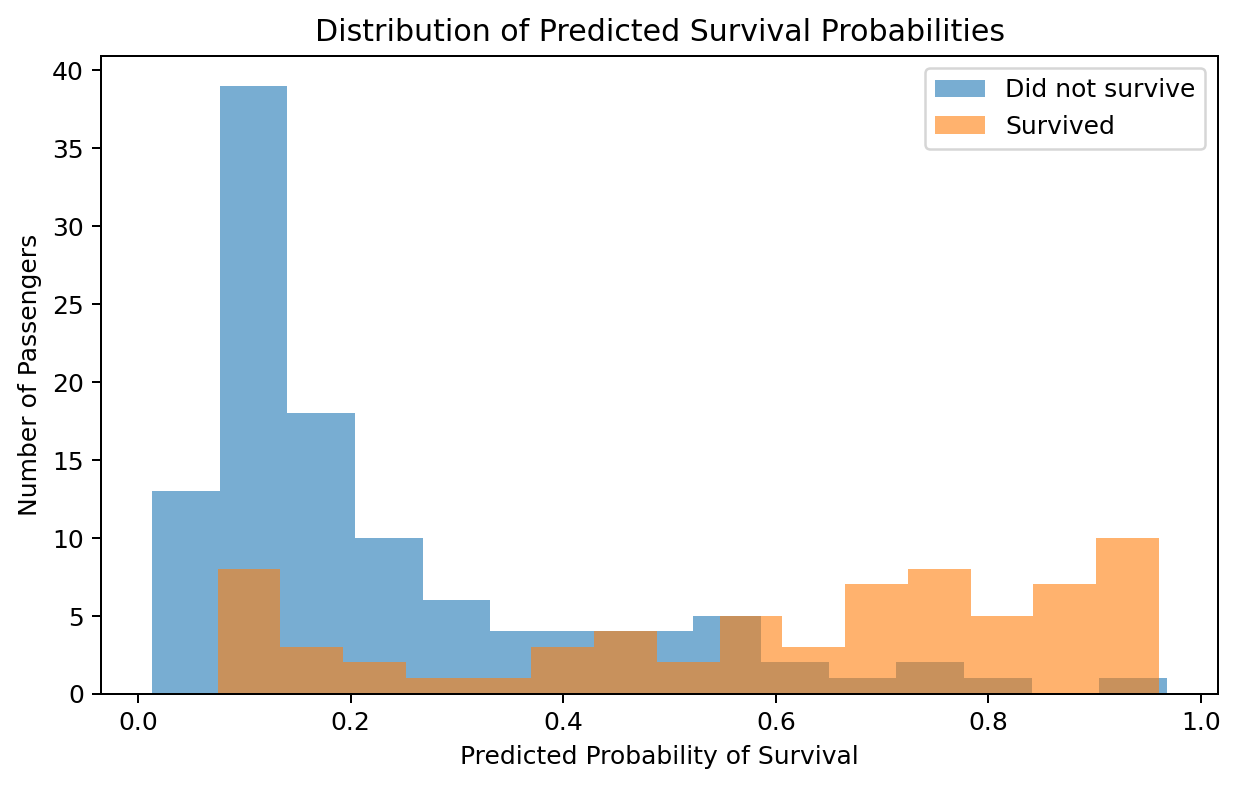 Distribution of Predicted Survival Probabilities
Did not survive
Survived
Number of Passengers
40
35
30
25
20
15
10
5
0
0.0 0.2 0.4 0.6 0.8 1.0
Predicted Probability of Survival